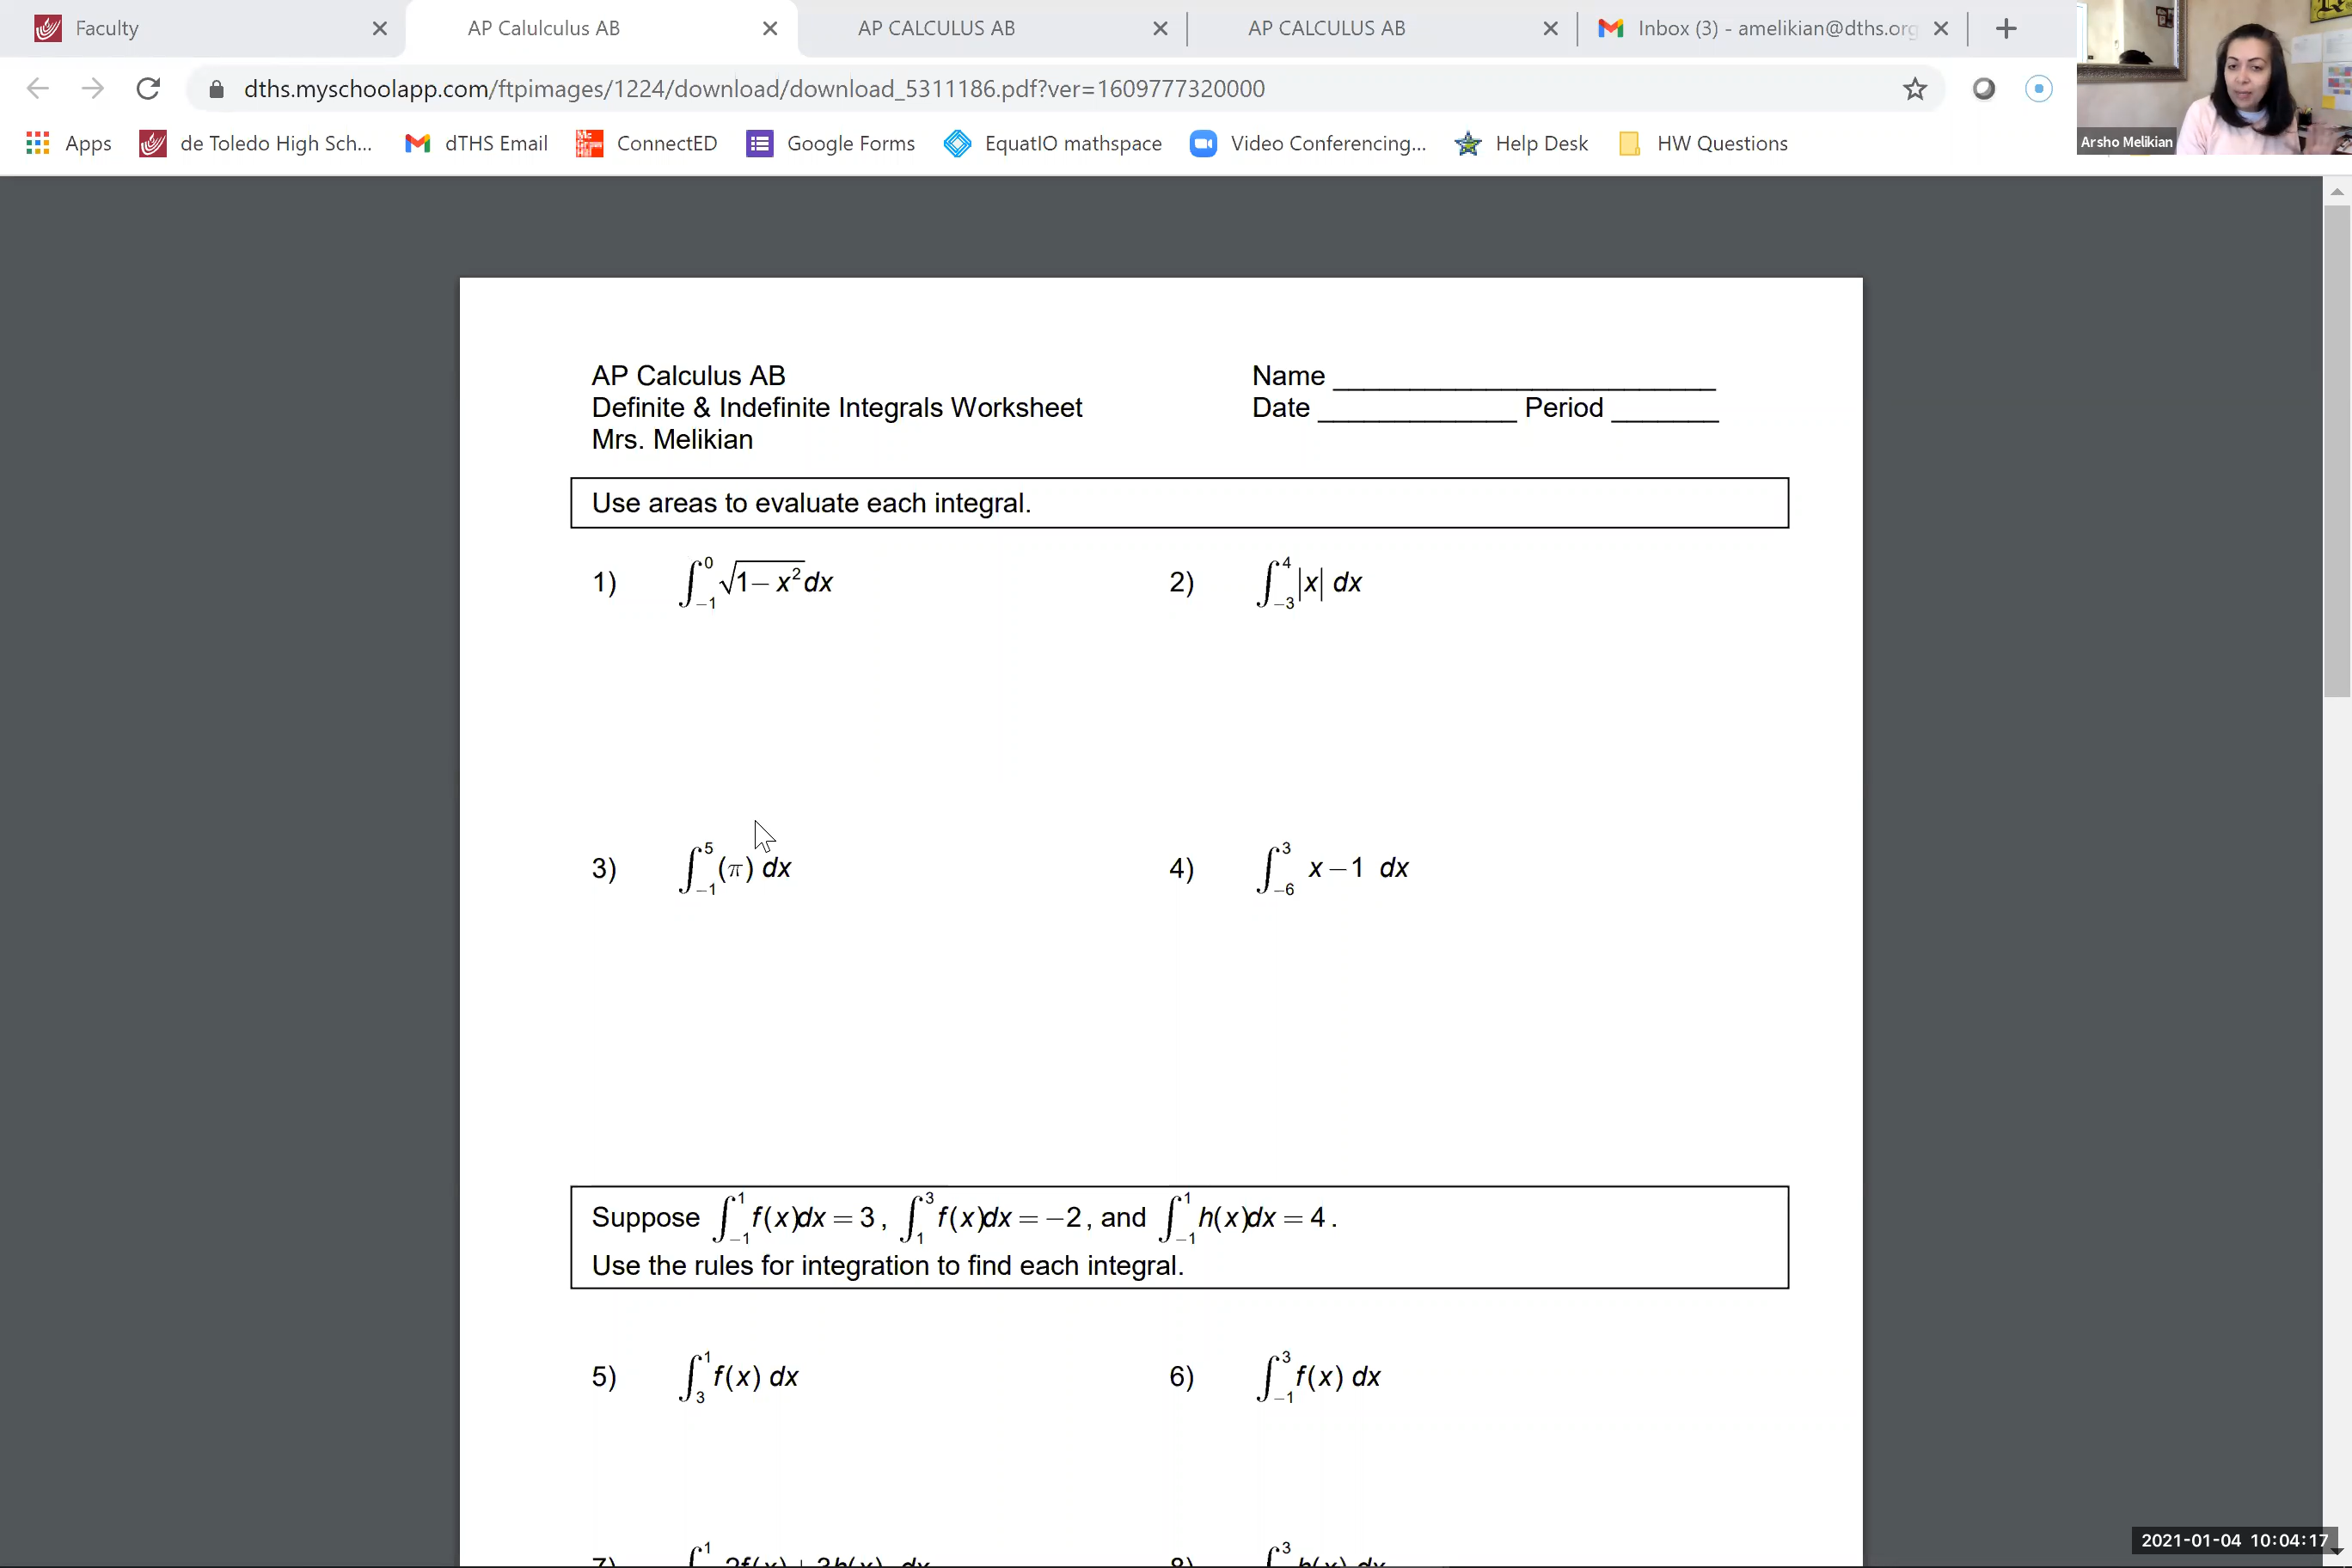 Faculty
AP Calulculus AB
AP CALCULUS AB
AP CALCULUS AB
Inbox (3) - amelikian@dths.org
dths.myschoolapp.com/ftpimages/1224/download/download_5311186.pdf?ver=1609777320000
Apps
de Toledo High Sch...
dTHS Email
ConnectED
Google Forms
EquatIO mathspace
Video Conferencing...
Help Desk
HW Questions
Arsho Melikian
AP Calculus AB
Name ____________________
Definite & Indefinite Integrals Worksheet
Date __________ Period ______
Mrs. Melikian
Use areas to evaluate each integral.
1) ∫_{-1}^{0} √(1 − x²) dx
2) ∫_{-3}^{4} |x| dx
3) ∫_{-1}^{5} (π) dx
4) ∫_{-6}^{3} x − 1 dx
Suppose ∫_{-1}^{1} f(x)dx = 3, ∫_{1}^{3} f(x)dx = −2, and ∫_{-1}^{1} h(x)dx = 4.
Use the rules for integration to find each integral.
5) ∫_{3}^{1} f(x) dx
6) ∫_{-1}^{3} f(x) dx
2021-01-04 10:04:17